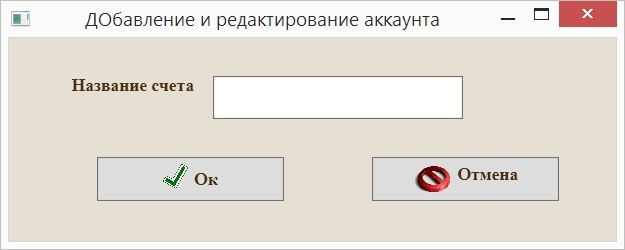 ДОбавление и редактирование аккаунта
Название счета
Ок
Отмена